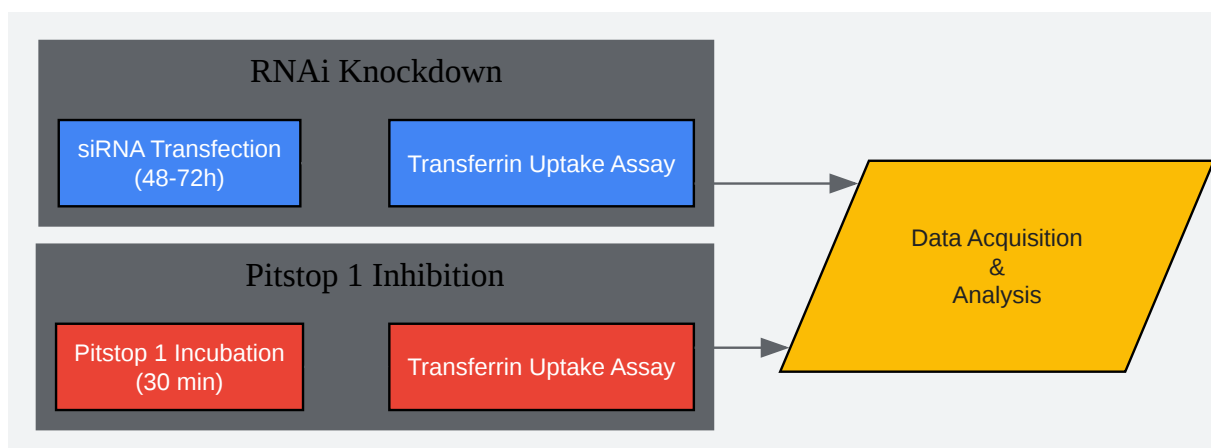 RNAi Knockdown
siRNA Transfection
(48-72h)
Transferrin Uptake Assay
Pitstop 1 Inhibition
Pitstop 1 Incubation
(30 min)
Transferrin Uptake Assay
Data Acquisition
&
Analysis